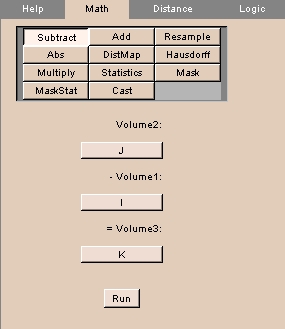 Help Math Distance Logic
Subtract Add Resample
Abs DistMap Hausdorff
Multiply Statistics Mask
MaskStat Cast
Volume2:
J
- Volume1:
I
= Volume3:
K
Run